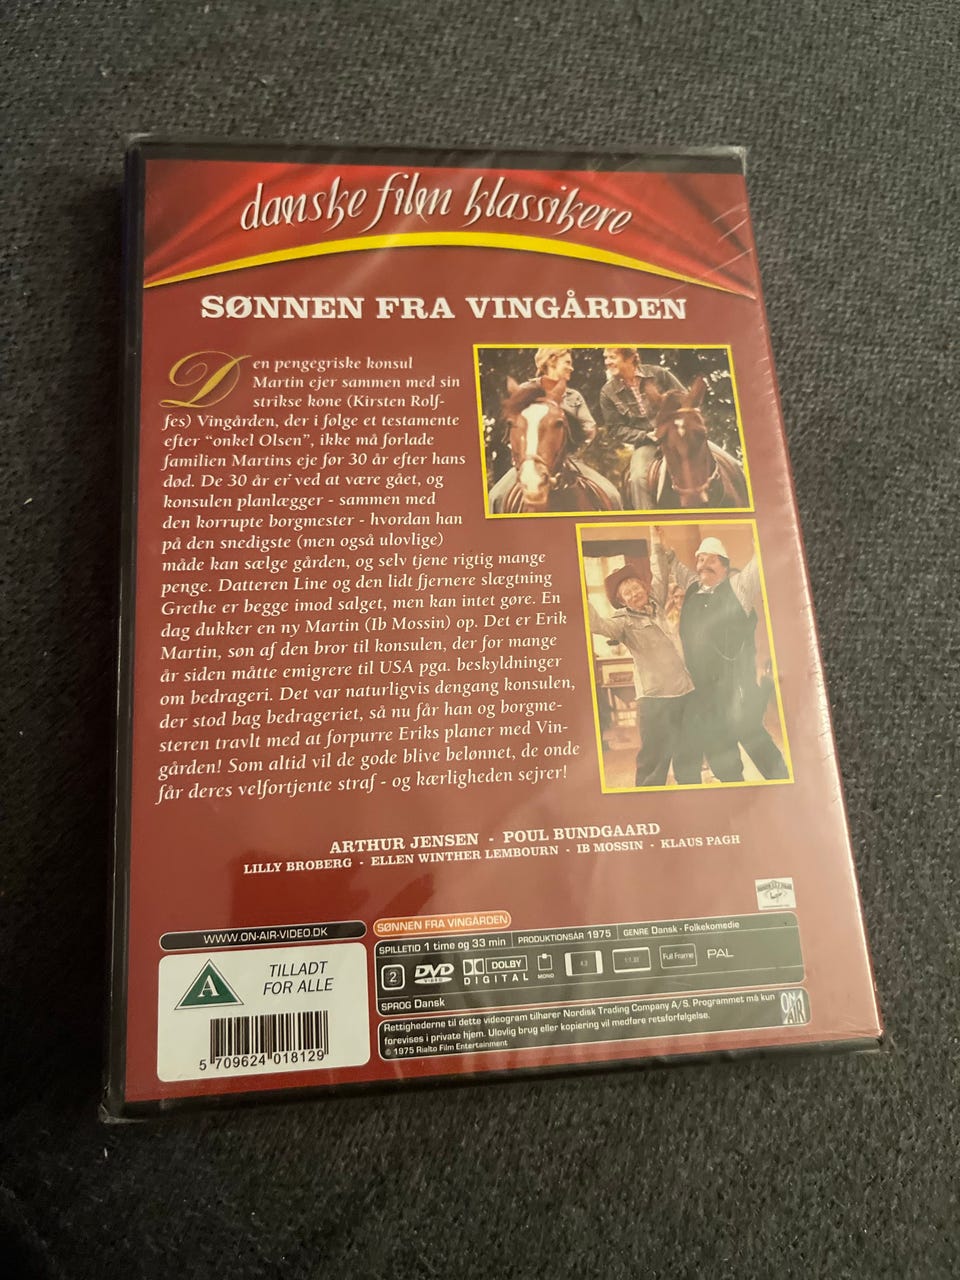 danske film klassikere
SØNNEN FRA VINGÅRDEN
Den pengegriske konsul
Martin ejer sammen med sin
strikse kone (Kirsten Rolf-
fes) Vingården, der i følge et testamente
efter "onkel Olsen", ikke må forlade
familien Martins eje før 30 år efter hans
død. De 30 år er ved at være gået, og
konsulen planlægger - sammen med
den korrupte borgmester - hvordan han
på den snedigste (men også ulovlige)
måde kan sælge gården, og selv tjene rigtig mange
penge. Datteren Line og den lidt fjernere slægtning
Grethe er begge imod salget, men kan intet gøre. En
dag dukker en ny Martin (Ib Mossin) op. Det er Erik
Martin, søn af den bror til konsulen, der for mange
år siden måtte emigrere til USA pga. beskyldninger
om bedrageri. Det var naturligvis dengang konsulen,
der stod bag bedrageriet, så nu får han og borgme-
steren travlt med at forpurre Eriks planer med Vin-
gården! Som altid vil de gode blive belønnet, de onde
får deres velfortjente straf - og kærligheden sejrer!
ARTHUR JENSEN - POUL BUNDGAARD
LILLY BROBERG - ELLEN WINTHER LEMBOURN - IB MOSSIN - KLAUS PAGH
WWW.ON-AIR-VIDEO.DK
A
TILLADT
FOR ALLE
5 709624 018129
SØNNEN FRA VINGÅRDEN
SPILLETID 1 time og 33 min PRODUKTIONSÅR 1975 GENRE Dansk - Folkekomedie
2 DVD VIDEO DOLBY DIGITAL MONO 4:3 1:1.33 Full Frame PAL
SPROG Dansk
Rettighederne til dette videogram tilhører Nordisk Trading Company A/S. Programmet må kun
forevises i private hjem. Ulovlig brug eller kopiering vil medføre retsforfølgelse.
© 1975 Rialto Film Entertainment
ON AIR